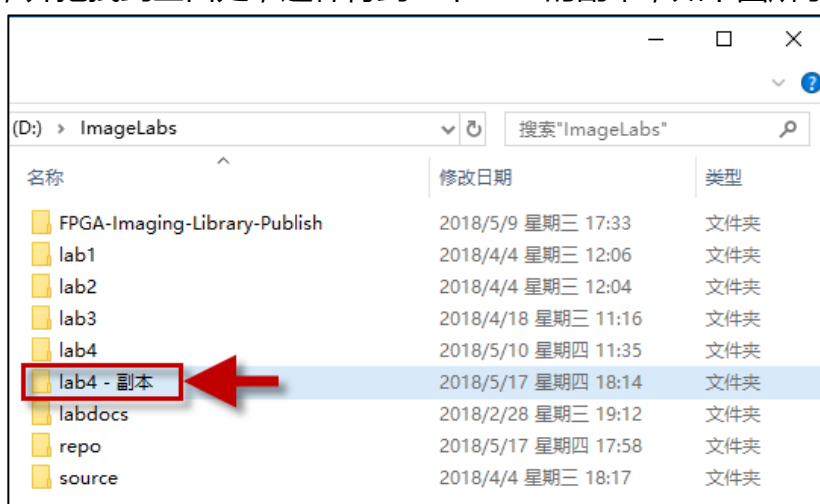 (D:) > ImageLabs 搜索"ImageLabs"
名称 修改日期 类型
FPGA-Imaging-Library-Publish 2018/5/9 星期三 17:33 文件夹
lab1 2018/4/4 星期三 12:06 文件夹
lab2 2018/4/4 星期三 12:04 文件夹
lab3 2018/4/18 星期三 11:16 文件夹
lab4 2018/5/10 星期四 11:35 文件夹
lab4 - 副本 2018/5/17 星期四 18:14 文件夹
labdocs 2018/2/28 星期三 19:12 文件夹
repo 2018/5/17 星期四 17:58 文件夹
source 2018/4/4 星期三 18:17 文件夹